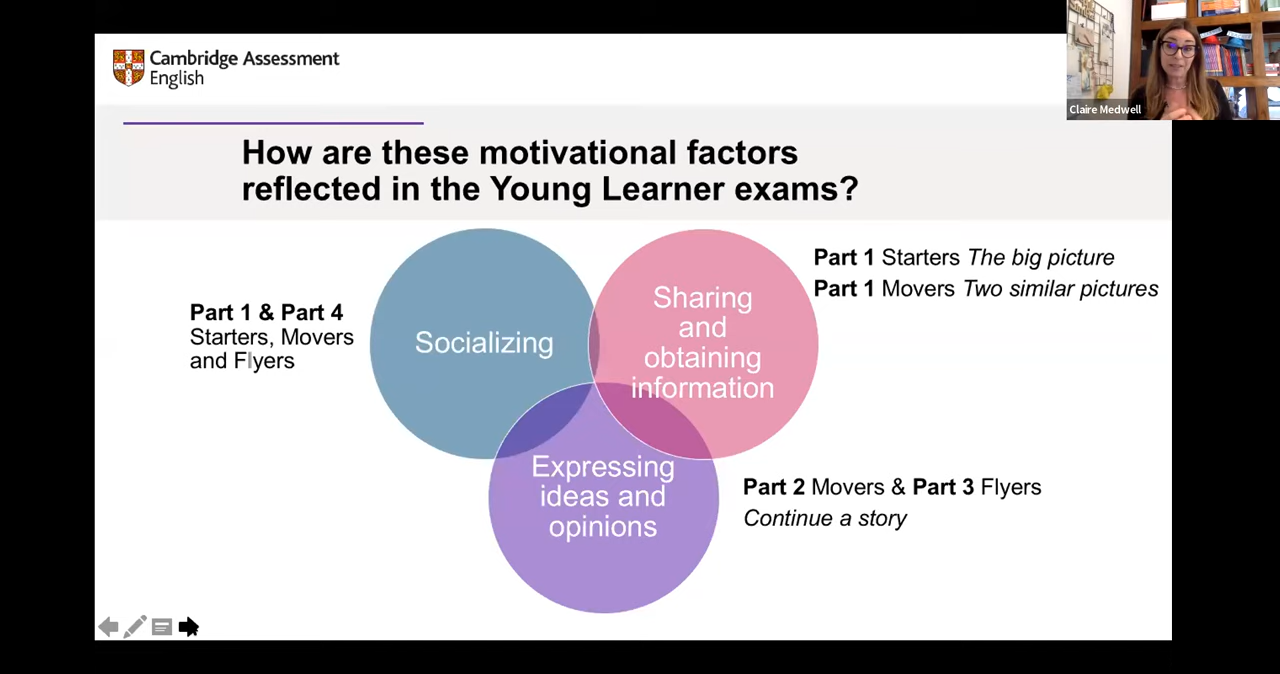 Cambridge Assessment
English
Claire Medwell
How are these motivational factors
reflected in the Young Learner exams?
Part 1 & Part 4
Starters, Movers
and Flyers
Socializing
Sharing
and
obtaining
information
Part 1 Starters The big picture
Part 1 Movers Two similar pictures
Expressing
ideas and
opinions
Part 2 Movers & Part 3 Flyers
Continue a story